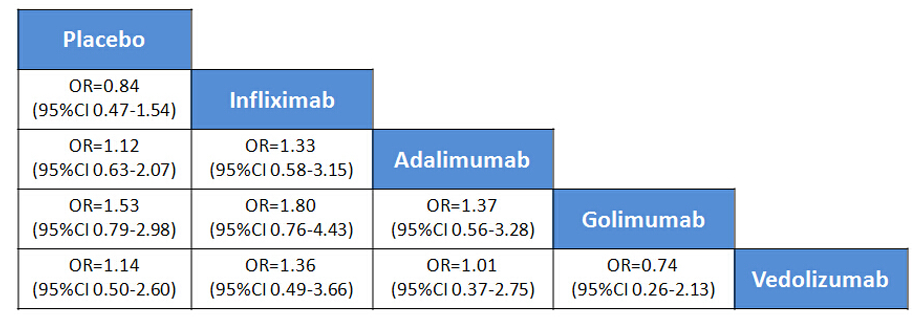 Placebo
OR=0.84
(95%CI 0.47-1.54)
Infliximab
OR=1.12
(95%CI 0.63-2.07)
OR=1.33
(95%CI 0.58-3.15)
Adalimumab
OR=1.53
(95%CI 0.79-2.98)
OR=1.80
(95%CI 0.76-4.43)
OR=1.37
(95%CI 0.56-3.28)
Golimumab
OR=1.14
(95%CI 0.50-2.60)
OR=1.36
(95%CI 0.49-3.66)
OR=1.01
(95%CI 0.37-2.75)
OR=0.74
(95%CI 0.26-2.13)
Vedolizumab